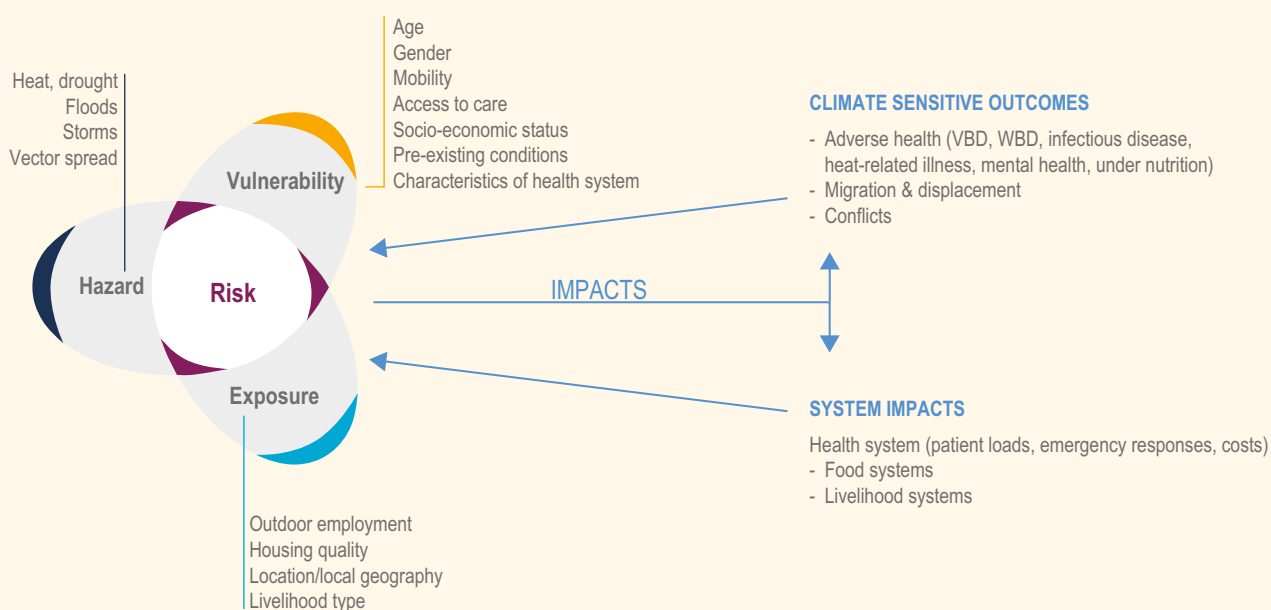 Heat, drought
Floods
Storms
Vector spread
Age
Gender
Mobility
Access to care
Socio-economic status
Pre-existing conditions
Characteristics of health system
Vulnerability
Hazard
Risk
Exposure
Outdoor employment
Housing quality
Location/local geography
Livelihood type
IMPACTS
CLIMATE SENSITIVE OUTCOMES
- Adverse health (VBD, WBD, infectious disease,
heat-related illness, mental health, under nutrition)
- Migration & displacement
- Conflicts
SYSTEM IMPACTS
Health system (patient loads, emergency responses, costs)
- Food systems
- Livelihood systems